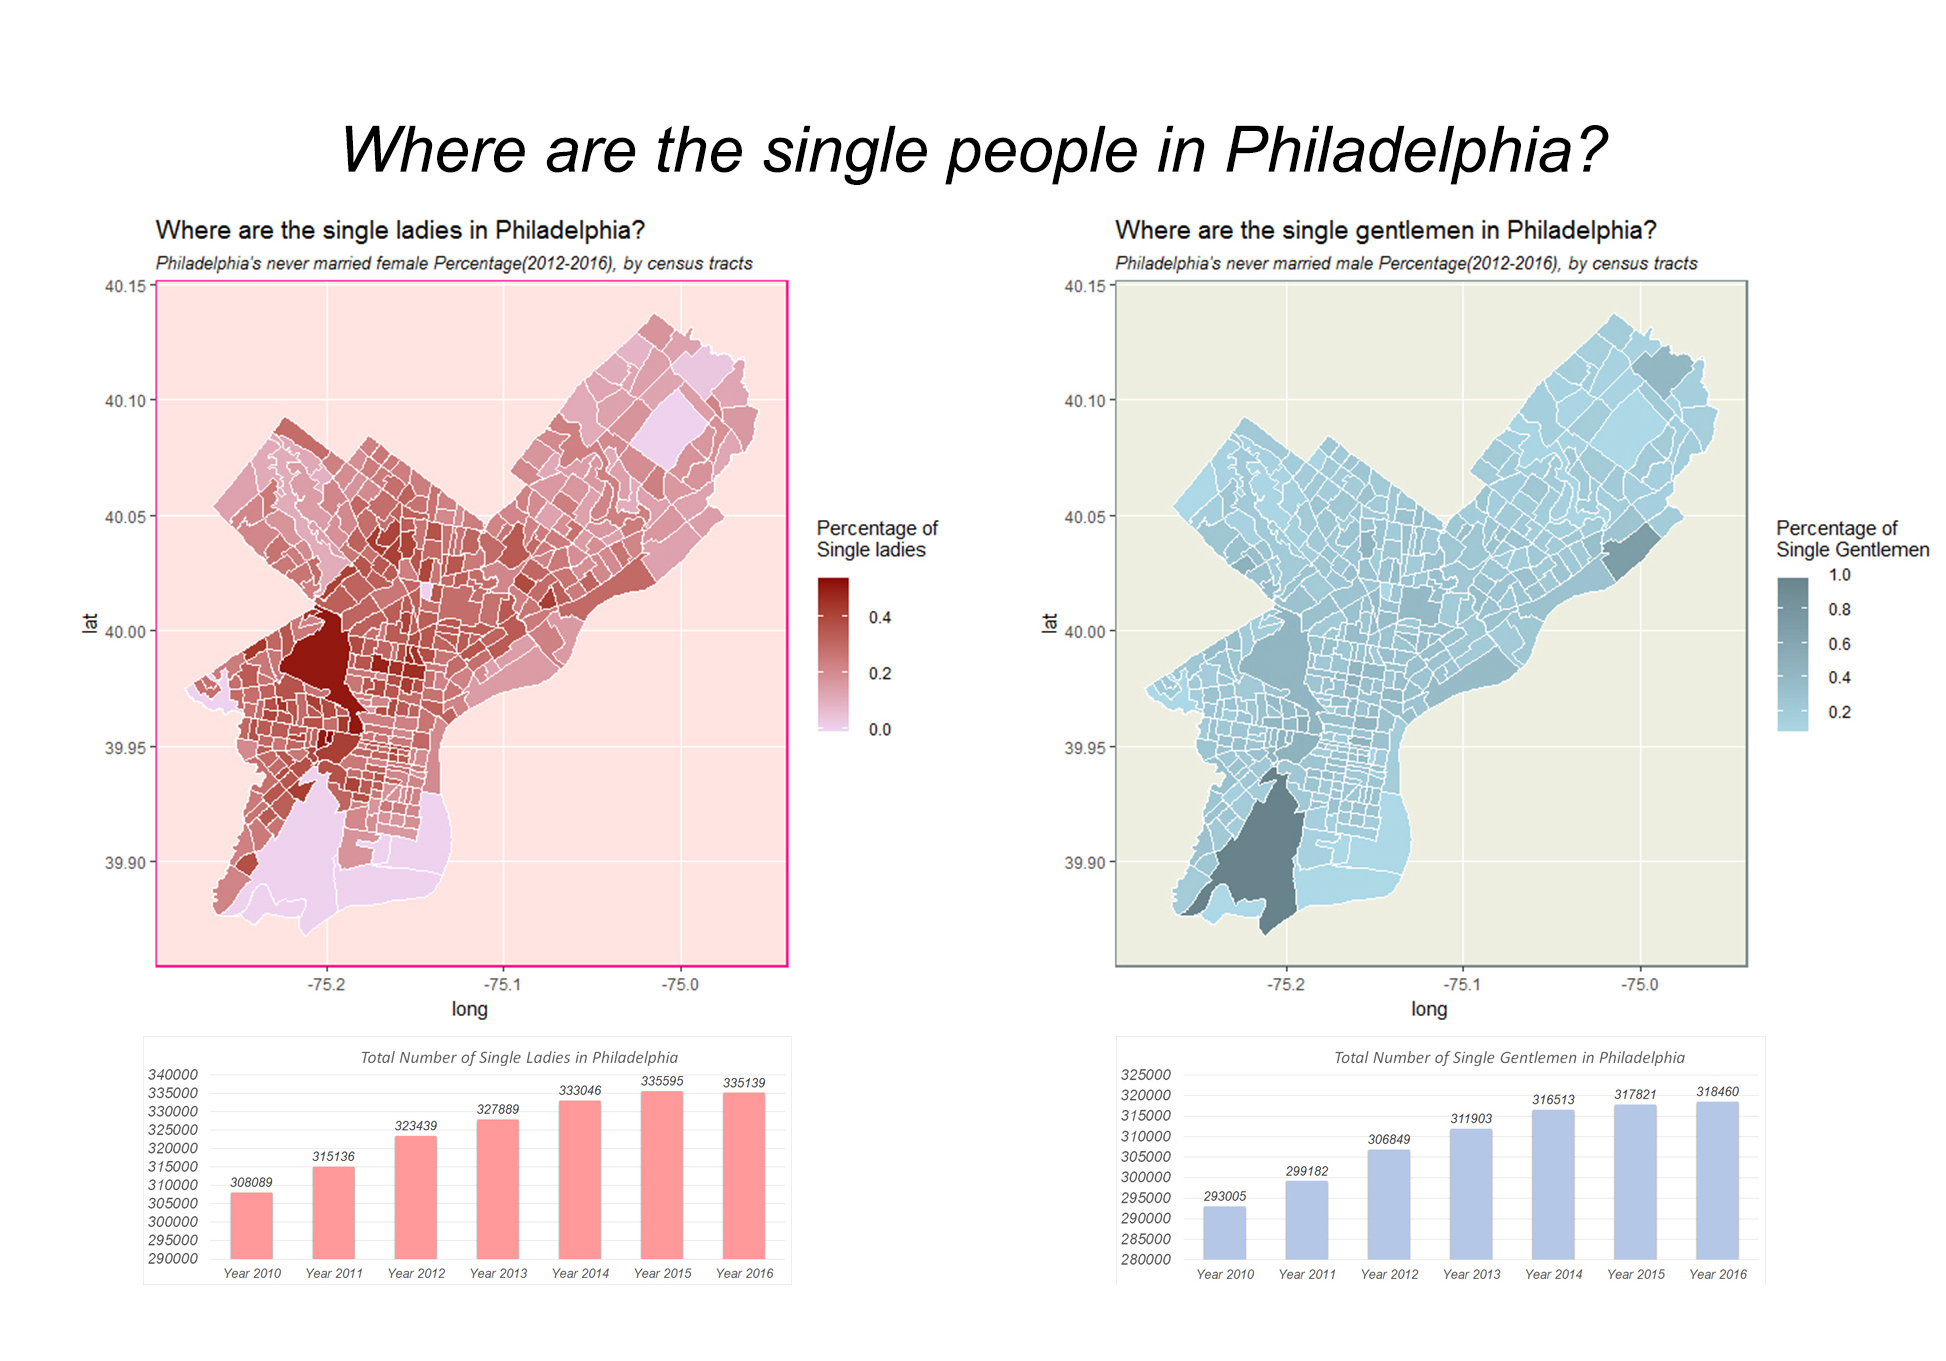 Where are the single people in Philadelphia?
Where are the single ladies in Philadelphia?
Philadelphia's never married female Percentage(2012-2016), by census tracts
40.15
40.10
40.05
40.00
39.95
39.90
lat
-75.2 -75.1 -75.0
long
Percentage of
Single ladies
0.4
0.2
0.0
Where are the single gentlemen in Philadelphia?
Philadelphia's never married male Percentage(2012-2016), by census tracts
40.15
40.10
40.05
40.00
39.95
39.90
lat
-75.2 -75.1 -75.0
long
Percentage of
Single Gentlemen
1.0
0.8
0.6
0.4
0.2
Total Number of Single Ladies in Philadelphia
340000
335000
330000
325000
320000
315000
310000
305000
300000
295000
290000
308089 315136 323439 327889 333046 335595 335139
Year 2010 Year 2011 Year 2012 Year 2013 Year 2014 Year 2015 Year 2016
Total Number of Single Gentlemen in Philadelphia
325000
320000
315000
310000
305000
300000
295000
290000
285000
280000
293005 299182 306849 311903 316513 317821 318460
Year 2010 Year 2011 Year 2012 Year 2013 Year 2014 Year 2015 Year 2016